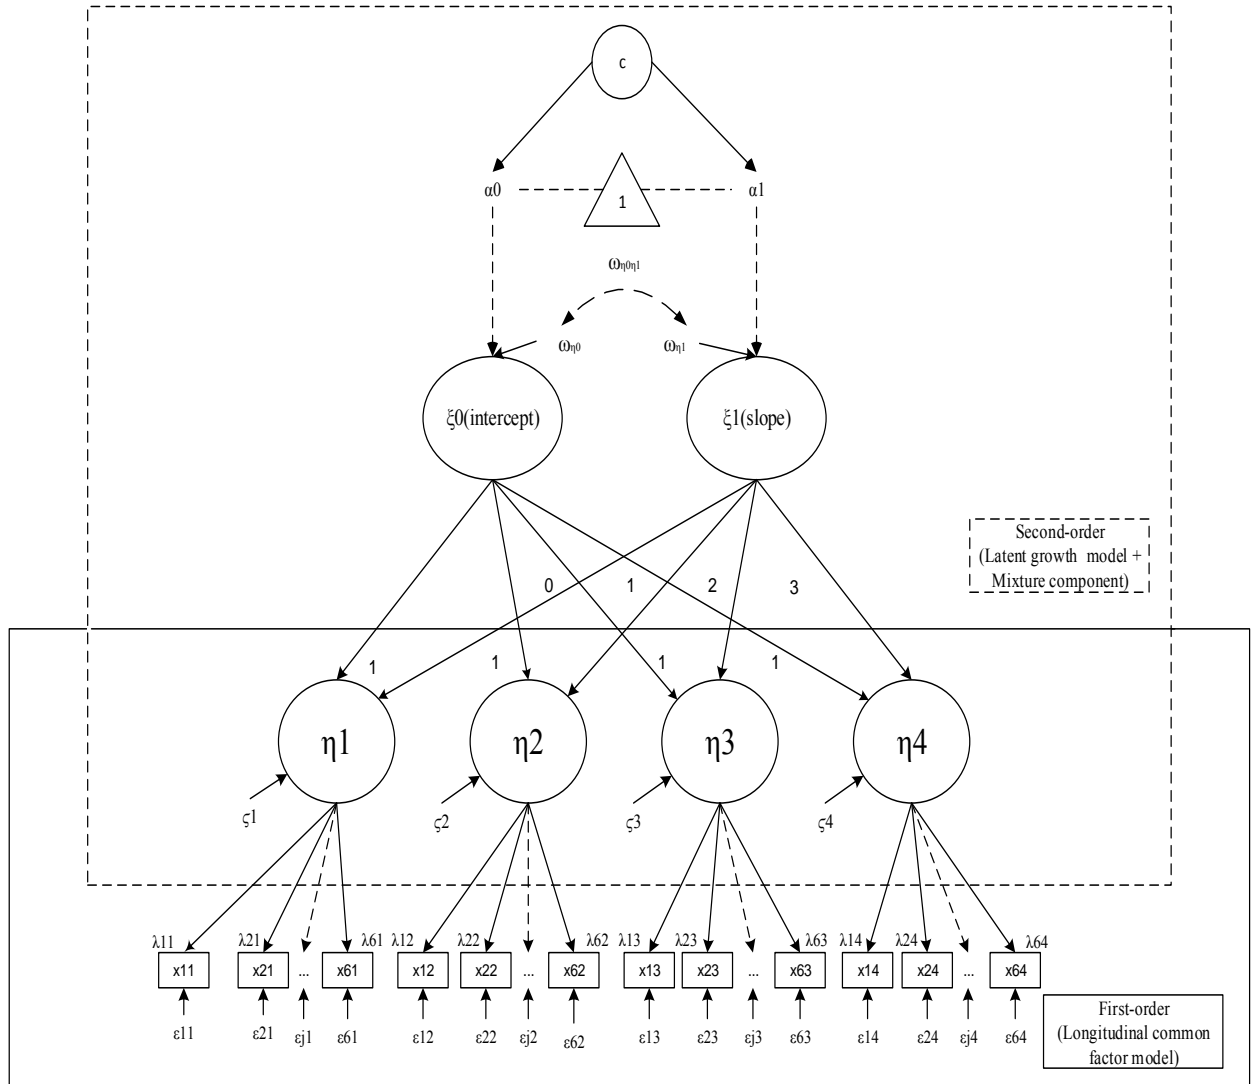 c
α0
1
α1
ωη0η1
ωη0
ωη1
ξ0(intercept)
ξ1(slope)
Second-order
(Latent growth model +
Mixture component)
0
1
2
3
1
1
1
1
η1
η2
η3
η4
ς1
ς2
ς3
ς4
λ11 λ21 λ61 λ12 λ22 λ62 λ13 λ23 λ63 λ14 λ24 λ64
x11 x21 ... x61 x12 x22 ... x62 x13 x23 ... x63 x14 x24 ... x64
ε11 ε21 εj1 ε61 ε12 ε22 εj2 ε62 ε13 ε23 εj3 ε63 ε14 ε24 εj4 ε64
First-order
(Longitudinal common
factor model)